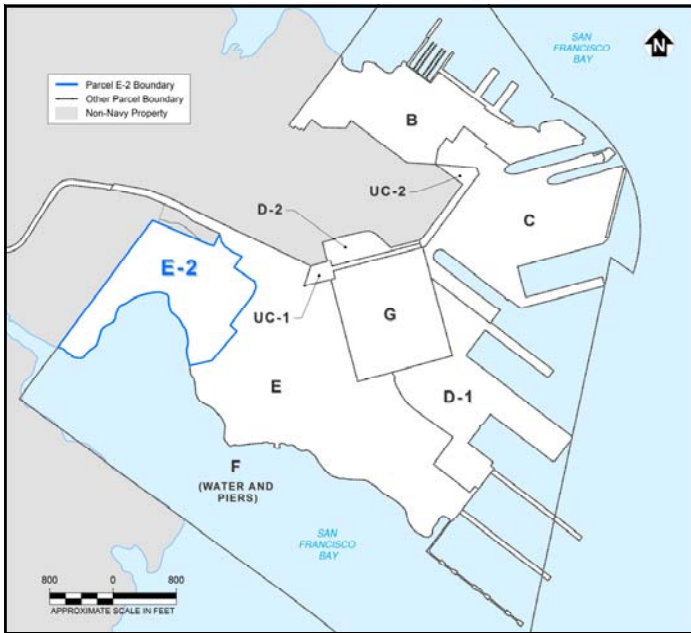 SAN
FRANCISCO
BAY
N
Parcel E-2 Boundary
Other Parcel Boundary
Non-Navy Property
B
UC-2
D-2
C
E-2
UC-1
G
E
D-1
F
(WATER AND
PIERS)
SAN
FRANCISCO
BAY
800 0 800
APPROXIMATE SCALE IN FEET